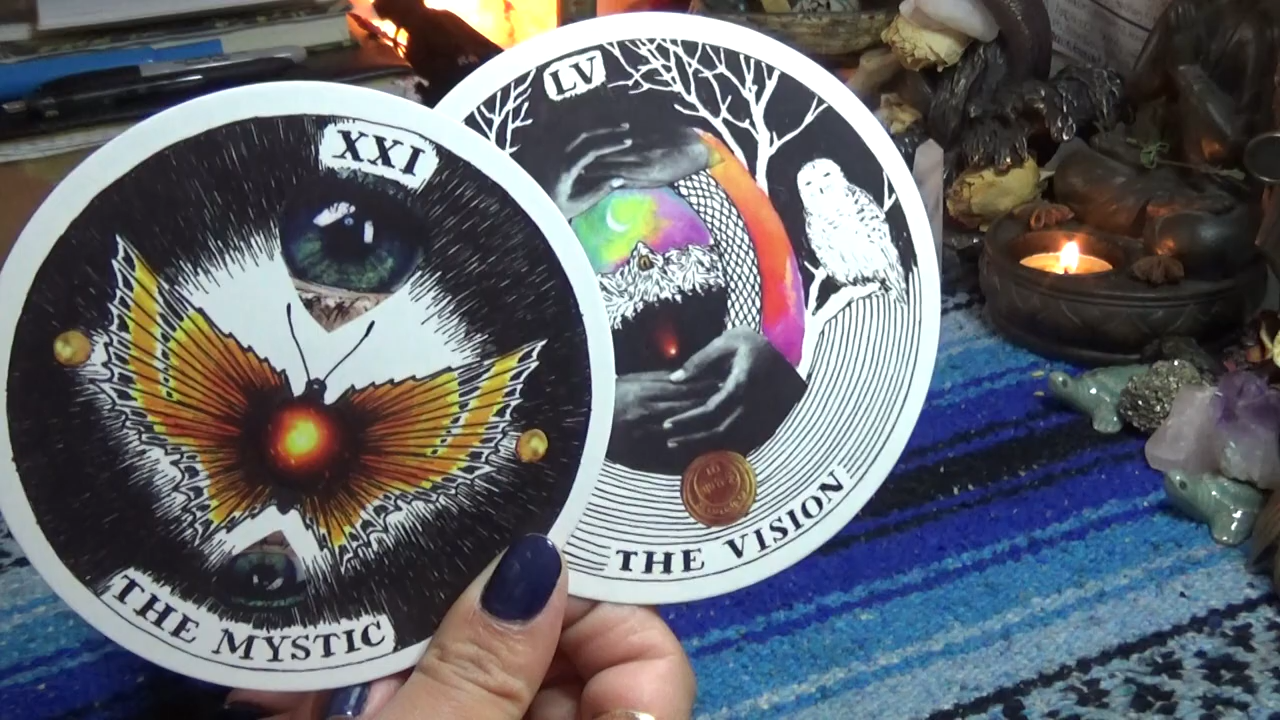 XXI
THE MYSTIC
LV
THE VISION